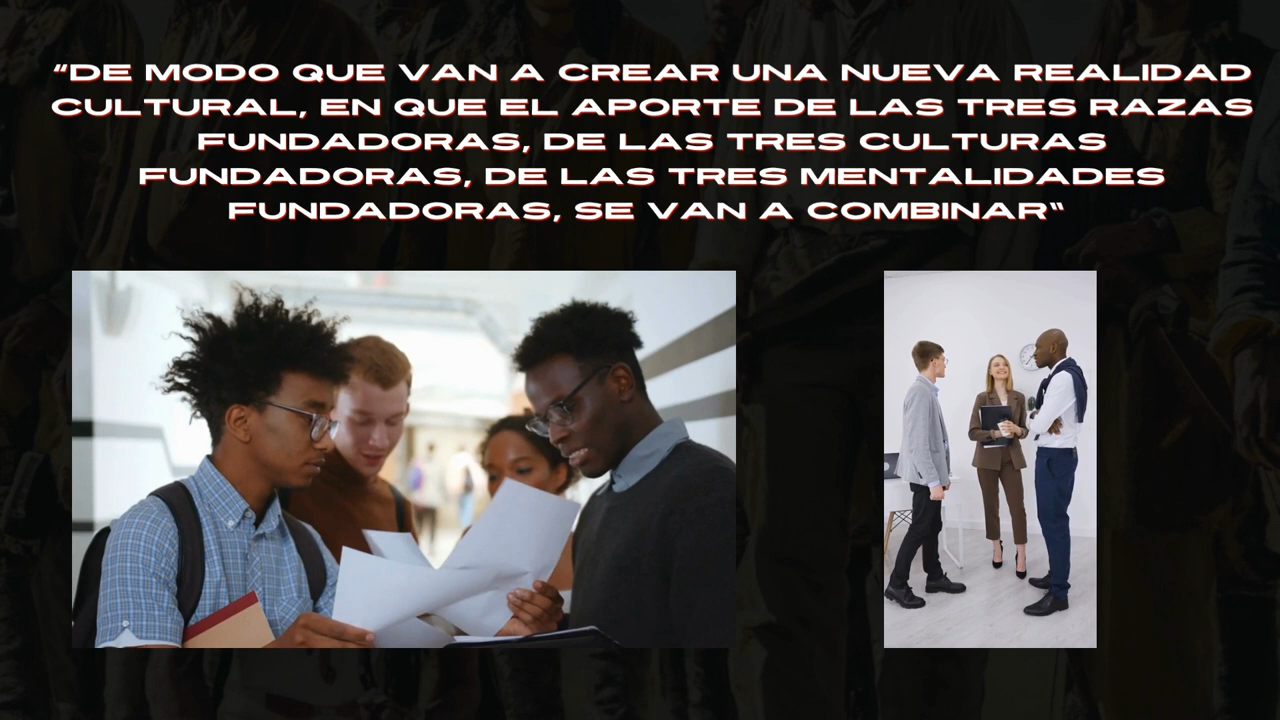 “DE MODO QUE VAN A CREAR UNA NUEVA REALIDAD
CULTURAL, EN QUE EL APORTE DE LAS TRES RAZAS
FUNDADORAS, DE LAS TRES CULTURAS
FUNDADORAS, DE LAS TRES MENTALIDADES
FUNDADORAS, SE VAN A COMBINAR“